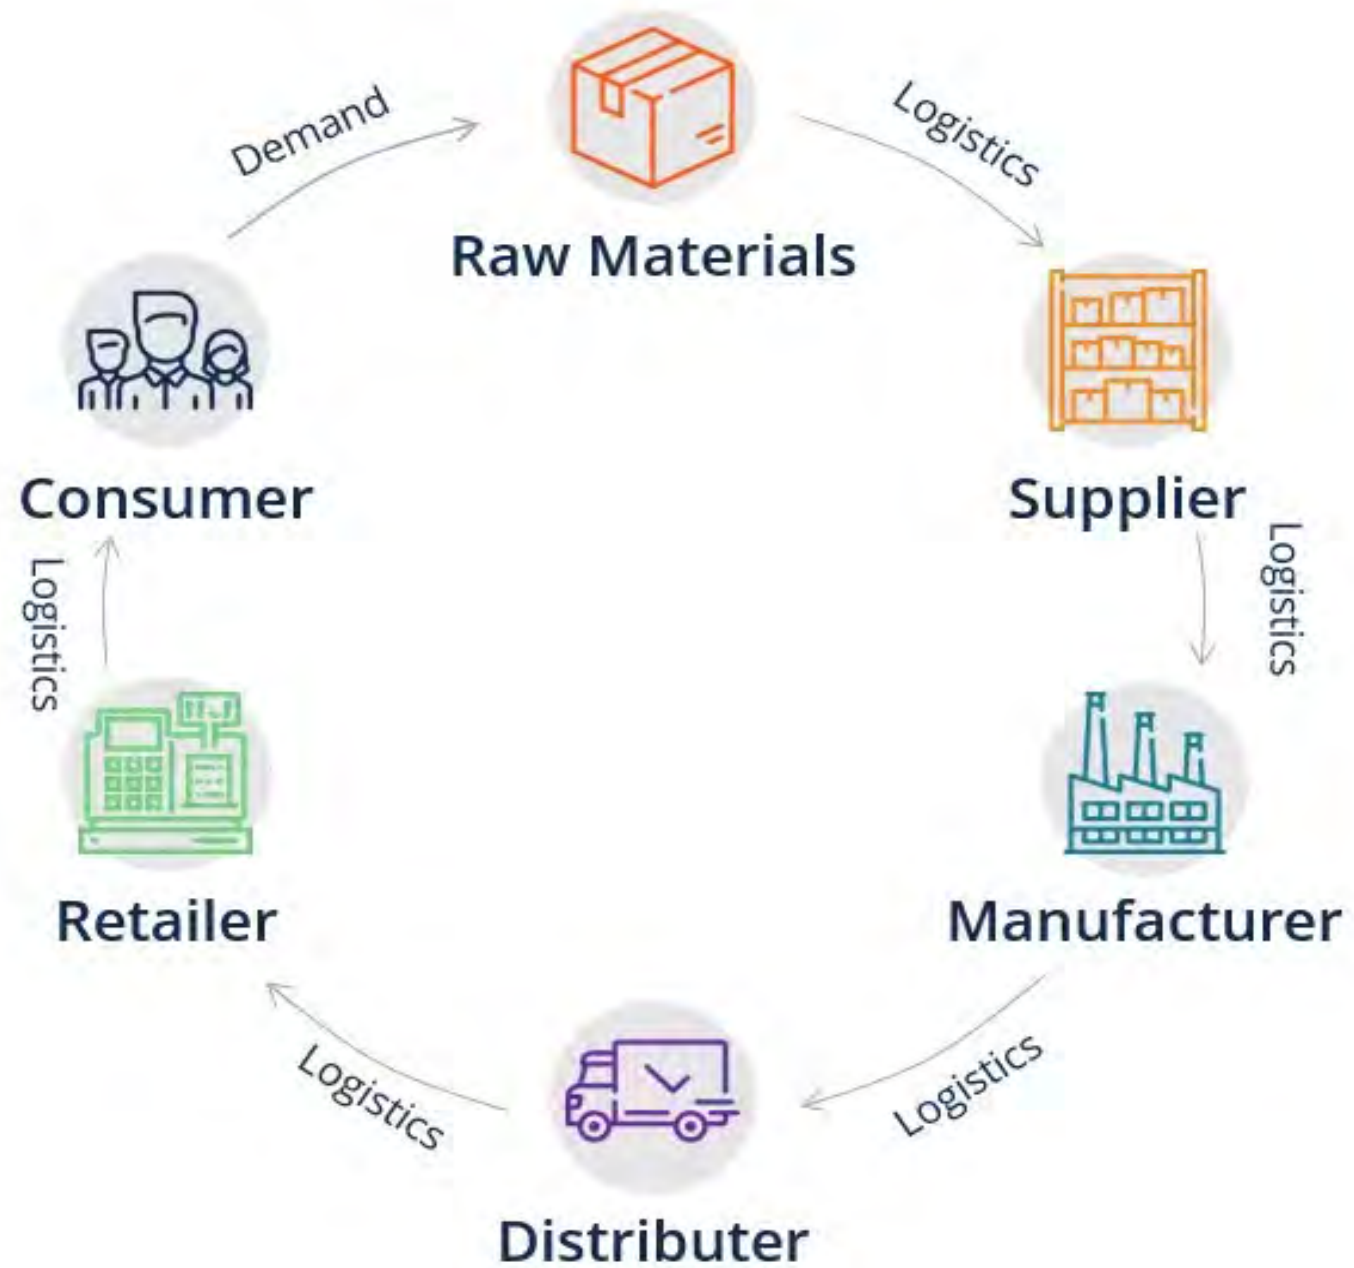 Demand
Logistics
Raw Materials
Consumer
Supplier
Logistics
Logistics
Retailer
Manufacturer
Logistics
Logistics
Distributer